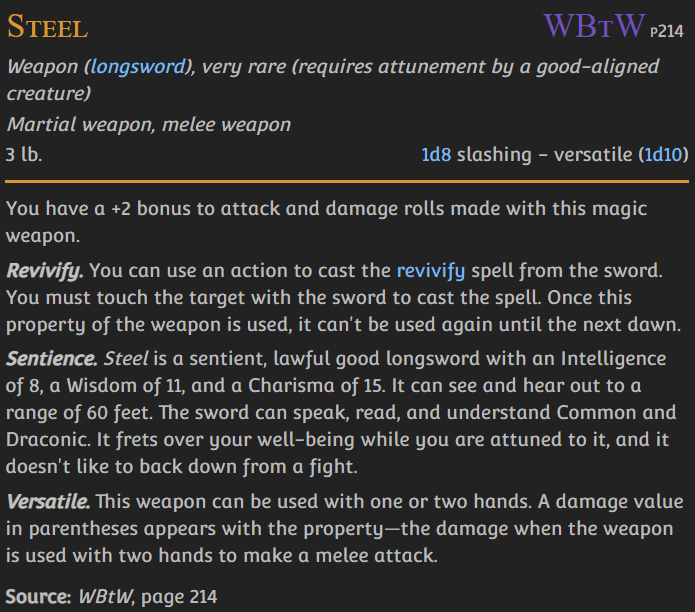 STEEL WBTW P214
Weapon (longsword), very rare (requires attunement by a good-aligned
creature)
Martial weapon, melee weapon
3 lb. 1d8 slashing - versatile (1d10)
You have a +2 bonus to attack and damage rolls made with this magic
weapon.
Revivify. You can use an action to cast the revivify spell from the sword.
You must touch the target with the sword to cast the spell. Once this
property of the weapon is used, it can't be used again until the next dawn.
Sentience. Steel is a sentient, lawful good longsword with an Intelligence
of 8, a Wisdom of 11, and a Charisma of 15. It can see and hear out to a
range of 60 feet. The sword can speak, read, and understand Common and
Draconic. It frets over your well-being while you are attuned to it, and it
doesn't like to back down from a fight.
Versatile. This weapon can be used with one or two hands. A damage value
in parentheses appears with the property—the damage when the weapon
is used with two hands to make a melee attack.
Source: WBtW, page 214